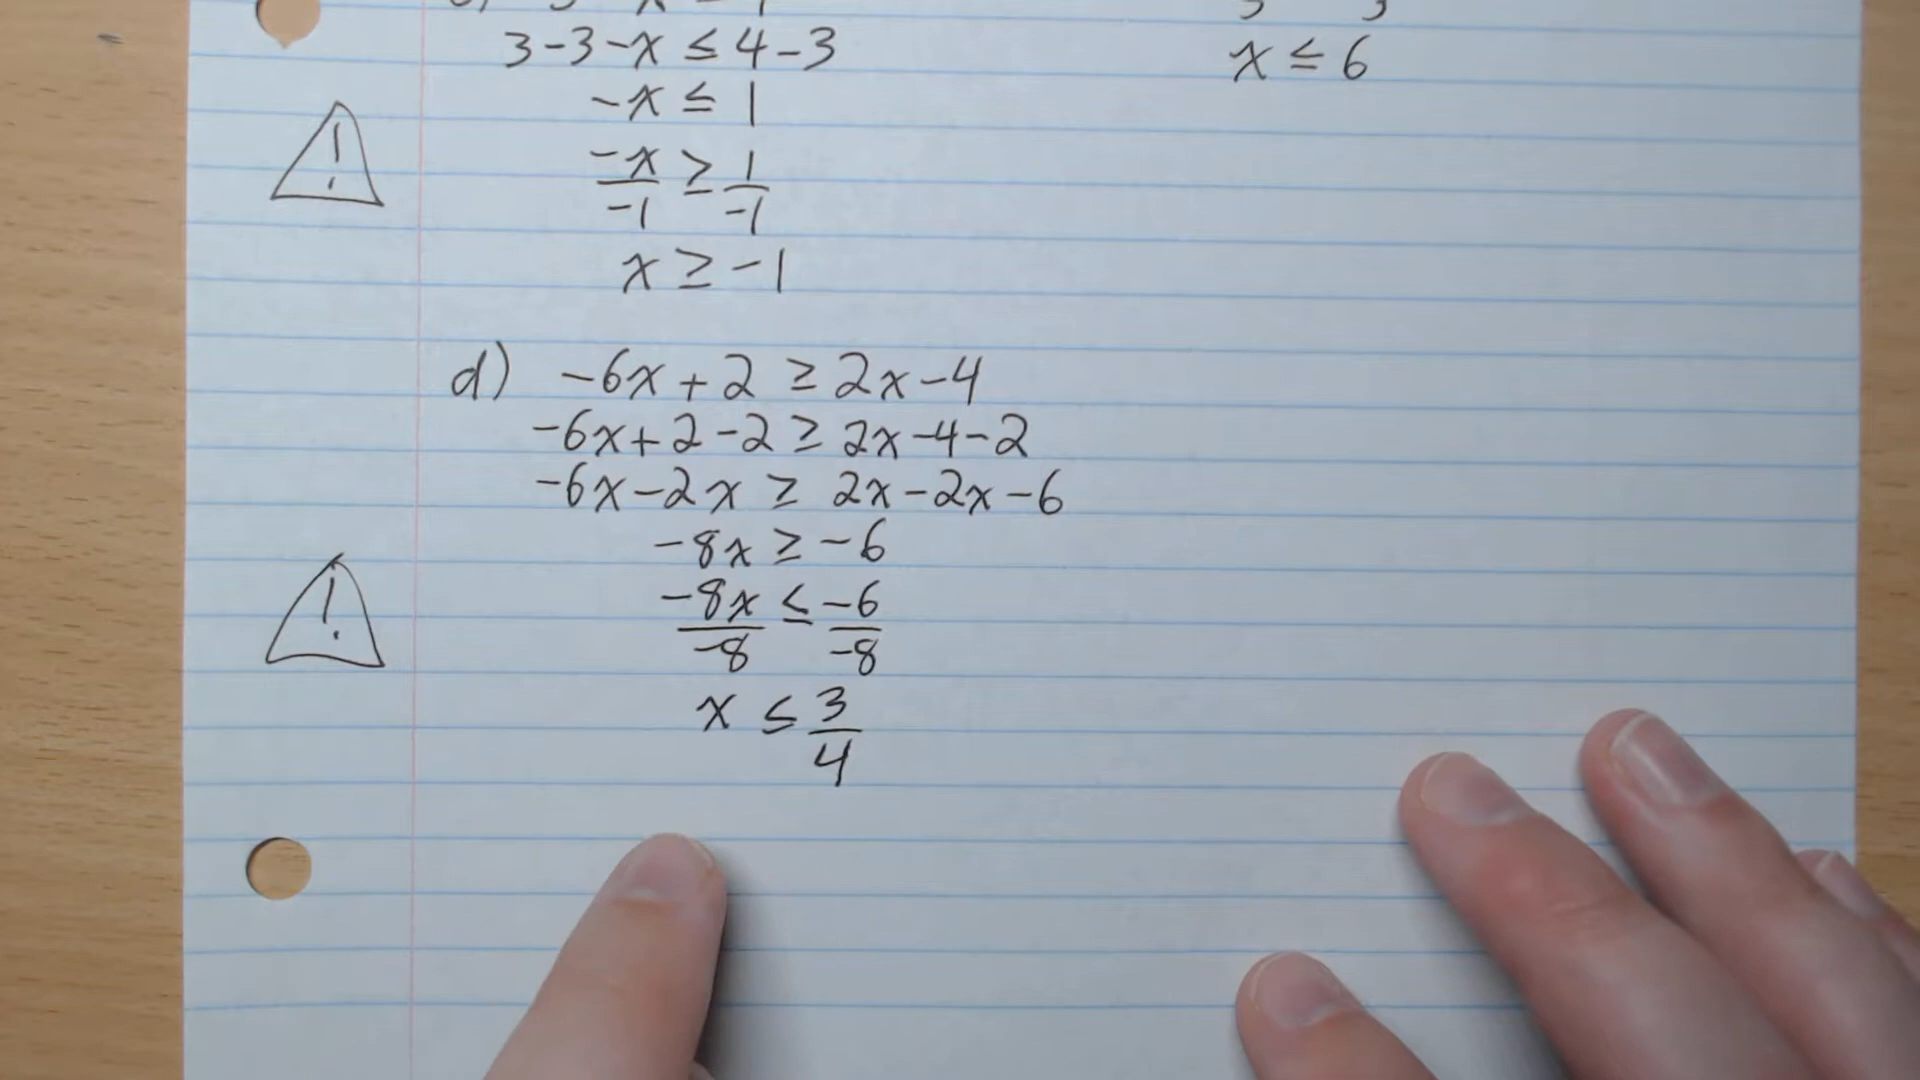 3-3-x ≤ 4-3
-x ≤ 1
-x/-1 ≥ 1/-1
x ≥ -1
x ≤ 6
d) -6x+2 ≥ 2x-4
-6x+2-2 ≥ 2x-4-2
-6x-2x ≥ 2x-2x-6
-8x ≥ -6
-8x/-8 ≤ -6/-8
x ≤ 3/4
!
!